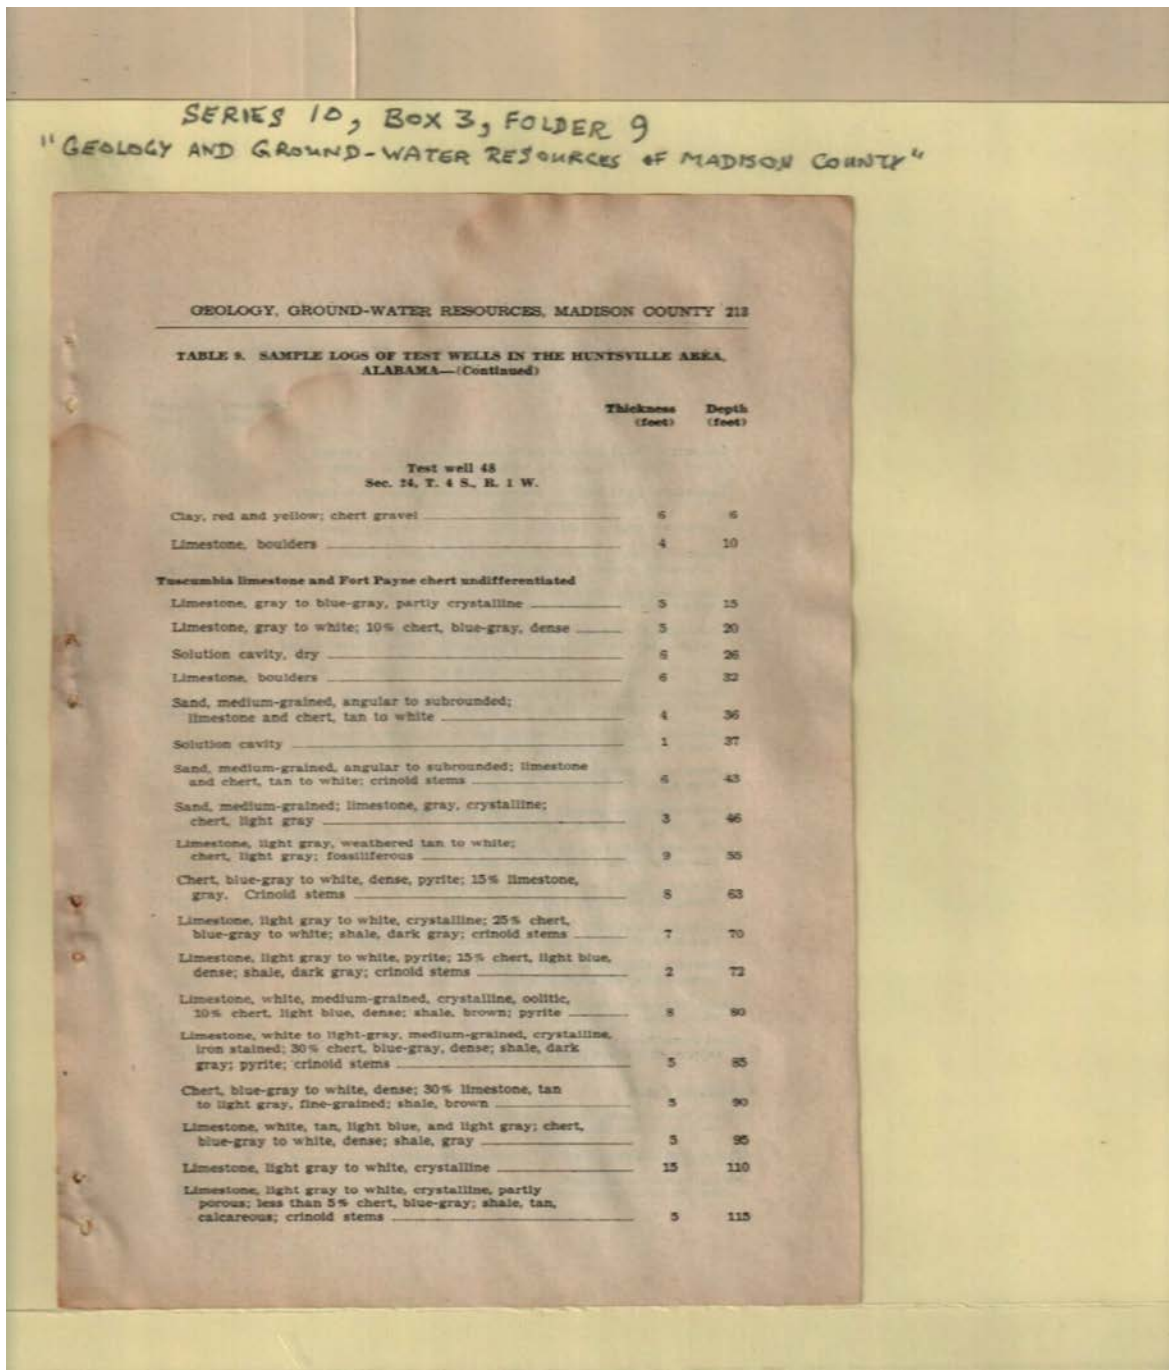 SERIES 10, BOX 3, FOLDER 9
"GEOLOGY AND GROUND-WATER RESOURCES OF MADISON COUNTY"
GEOLOGY, GROUND-WATER RESOURCES, MADISON COUNTY 213
TABLE 9. SAMPLE LOGS OF TEST WELLS IN THE HUNTSVILLE AREA,
ALABAMA—(Continued)
Thickness Depth
(feet) (feet)
Test well 48
Sec. 24, T. 4 S., R. 1 W.
Clay, red and yellow; chert gravel 6 6
Limestone, boulders 4 10
Tuscumbia limestone and Fort Payne chert undifferentiated
Limestone, gray to blue-gray, partly crystalline 5 15
Limestone, gray to white; 10% chert, blue-gray, dense 5 20
Solution cavity, dry 6 26
Limestone, boulders 6 32
Sand, medium-grained, angular to subrounded;
limestone and chert, tan to white 4 36
Solution cavity 1 37
Sand, medium-grained, angular to subrounded; limestone
and chert, tan to white; crinoid stems 6 43
Sand, medium-grained; limestone, gray, crystalline;
chert, light gray 3 46
Limestone, light gray, weathered tan to white;
chert, light gray; fossiliferous 9 55
Chert, blue-gray to white, dense, pyrite; 15% limestone,
gray. Crinoid stems 8 63
Limestone, light gray to white, crystalline; 25% chert,
blue-gray to white; shale, dark gray; crinoid stems 7 70
Limestone, light gray to white, pyrite; 15% chert, light blue,
dense; shale, dark gray; crinoid stems 2 72
Limestone, white, medium-grained, crystalline, oolitic,
10% chert, light blue, dense; shale, brown; pyrite 8 80
Limestone, white to light-gray, medium-grained, crystalline,
iron stained; 30% chert, blue-gray, dense; shale, dark
gray; pyrite; crinoid stems 5 85
Chert, blue-gray to white, dense; 30% limestone, tan
to light gray, fine-grained; shale, brown 5 90
Limestone, white, tan, light blue, and light gray; chert,
blue-gray to white, dense; shale, gray 5 95
Limestone, light gray to white, crystalline 15 110
Limestone, light gray to white, crystalline, partly
porous; less than 5% chert, blue-gray; shale, tan,
calcareous; crinoid stems 5 115